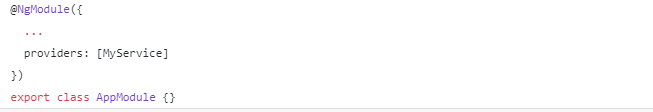 @NgModule({
  ...
  providers: [MyService]
})
export class AppModule {}